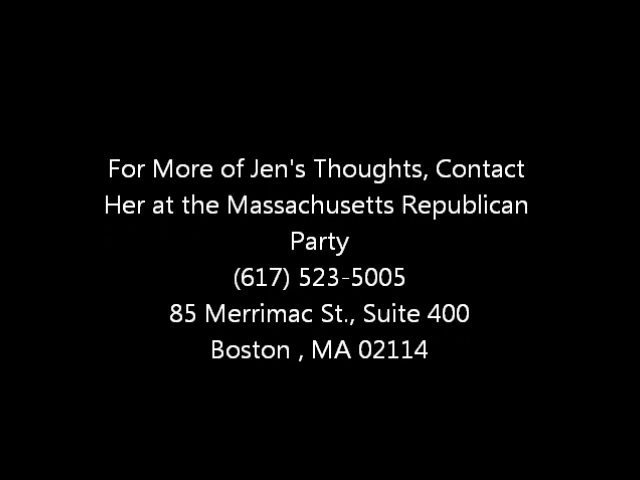 For More of Jen's Thoughts, Contact
Her at the Massachusetts Republican
Party
(617) 523-5005
85 Merrimac St., Suite 400
Boston , MA 02114